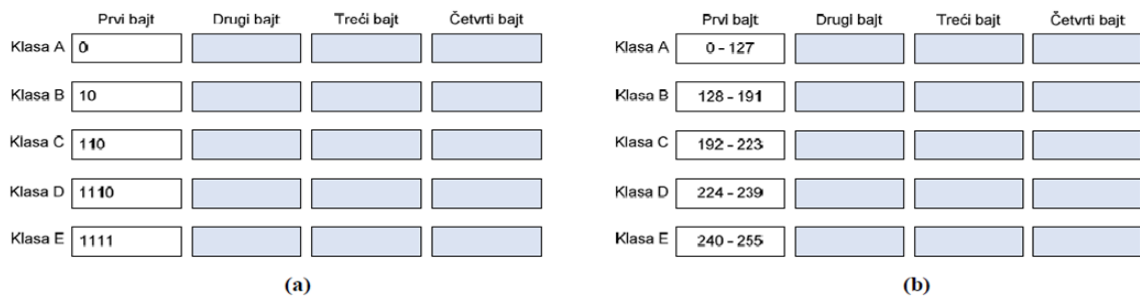 Prvi bajt Drugi bajt Treći bajt Četvrti bajt
Klasa A 0
Klasa B 10
Klasa C 110
Klasa D 1110
Klasa E 1111
(a)
Prvi bajt Drugi bajt Treći bajt Četvrti bajt
Klasa A 0 - 127
Klasa B 128 - 191
Klasa C 192 - 223
Klasa D 224 - 239
Klasa E 240 - 255
(b)